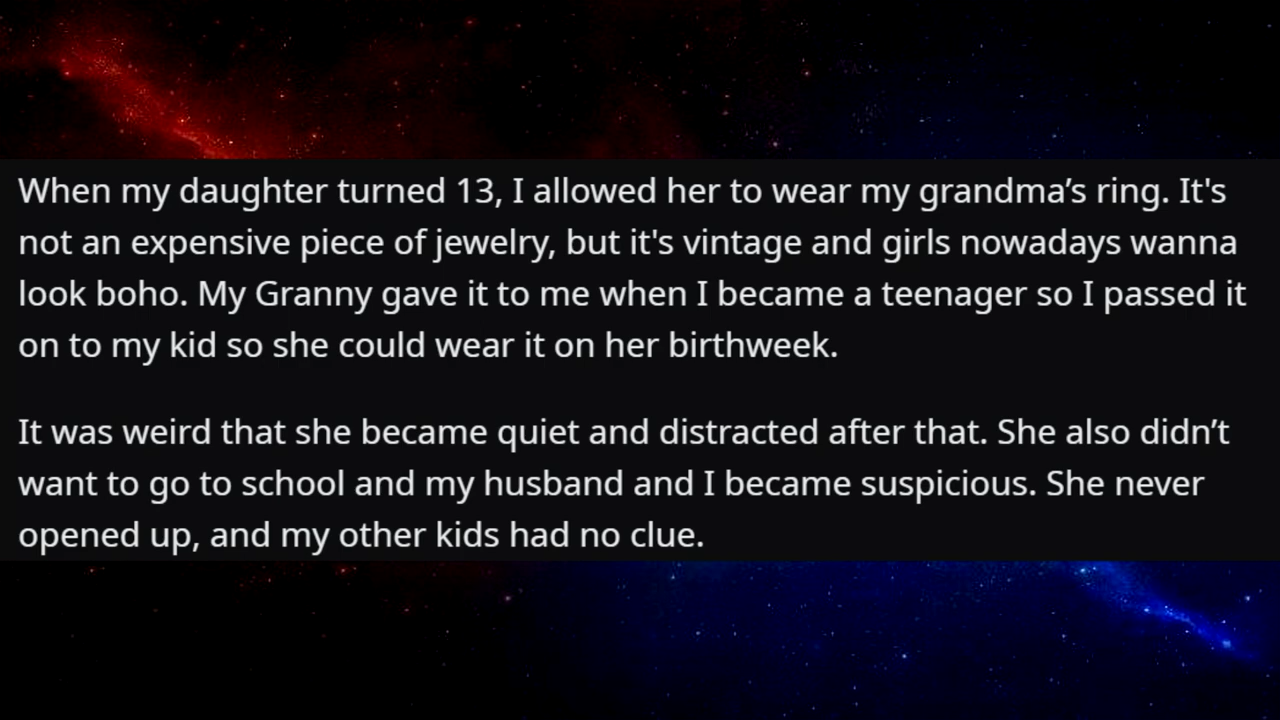 When my daughter turned 13, I allowed her to wear my grandma’s ring. It's
not an expensive piece of jewelry, but it's vintage and girls nowadays wanna
look boho. My Granny gave it to me when I became a teenager so I passed it
on to my kid so she could wear it on her birthweek.
It was weird that she became quiet and distracted after that. She also didn’t
want to go to school and my husband and I became suspicious. She never
opened up, and my other kids had no clue.